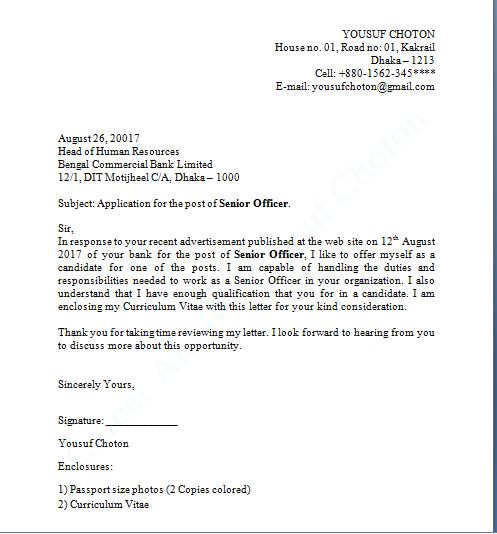 YOUSUF CHOTON
House no. 01, Road no: 01, Kakrail
Dhaka – 1213
Cell: +880-1562-345****
E-mail: yousufchoton@gmail.com
August 26, 20017
Head of Human Resources
Bengal Commercial Bank Limited
12/1, DIT Motijheel C/A, Dhaka – 1000
Subject: Application for the post of Senior Officer.
Sir,
In response to your recent advertisement published at the web site on 12th August
2017 of your bank for the post of Senior Officer, I like to offer myself as a
candidate for one of the posts. I am capable of handling the duties and
responsibilities needed to work as a Senior Officer in your organization. I also
understand that I have enough qualification that you for in a candidate. I am
enclosing my Curriculum Vitae with this letter for your kind consideration.
Thank you for taking time reviewing my letter. I look forward to hearing from you
to discuss more about this opportunity.
Sincerely Yours,
Signature: ____________
Yousuf Choton
Enclosures:
1) Passport size photos (2 Copies colored)
2) Curriculum Vitae